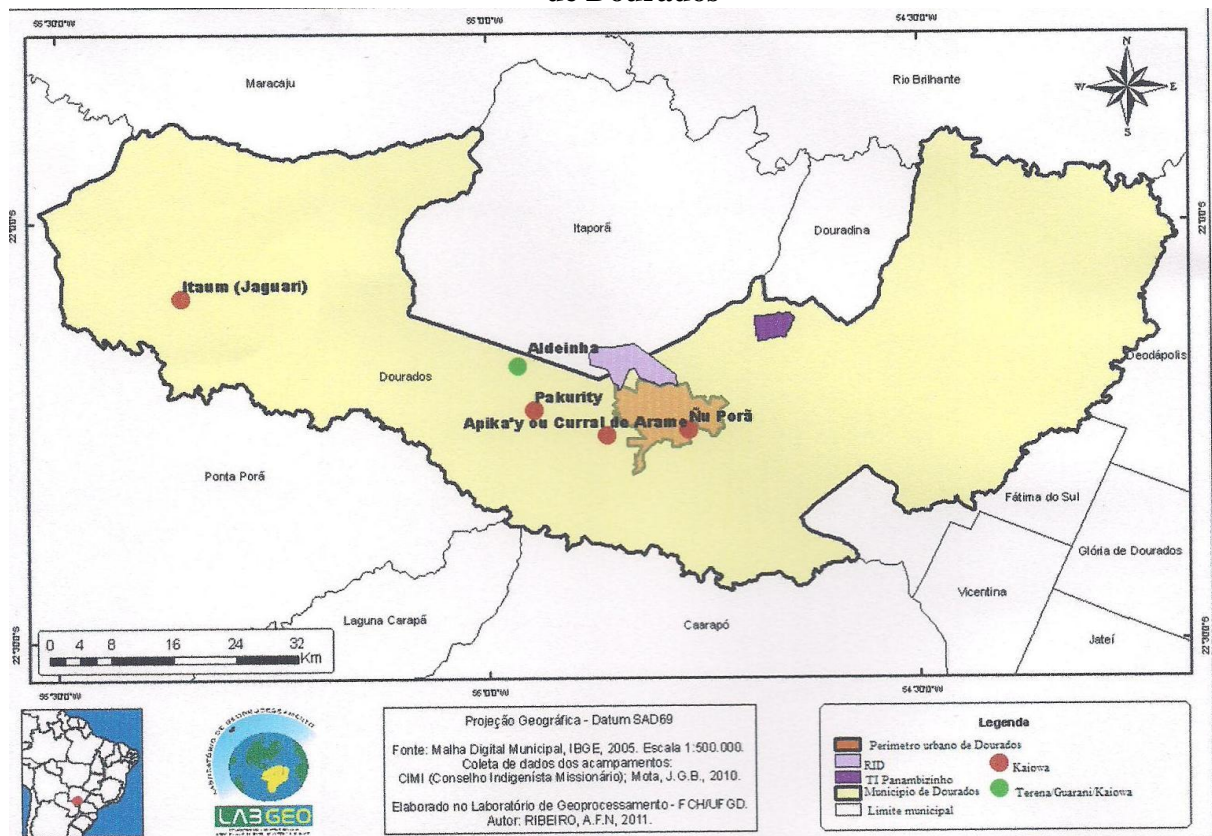 de Dourados
55°30'0"W 55°0'0"W 54°30'0"W
Maracaju
Rio Brilhante
N
W E
S
22°0'0"S 22°0'0"S
Itaporã
Douradina
Itaum (Jaguari)
Aldeinha
Deodápolis
Dourados
Pakurity
Apika'y ou Curral de Arame
Ñu Porã
Ponta Porã
Fátima do Sul
Glória de Dourados
Vicentina
Laguna Carapã
Caarapó
Jateí
22°30'0"S 22°30'0"S
0 4 8 16 24 32
Km
55°30'0"W 55°0'0"W 54°30'0"W
LABORATÓRIO DE GEOPROCESSAMENTO
LABGEO
Projeção Geográfica - Datum SAD69
Fonte: Malha Digital Municipal, IBGE, 2005. Escala 1:500.000.
Coleta de dados dos acampamentos:
CIMI (Conselho Indigenísta Missionário); Mota, J.G.B., 2010.
Elaborado no Laboratório de Geoprocessamento - FCH/UFGD.
Autor: RIBEIRO, A.F.N, 2011.
Legenda
Perimetro urbano de Dourados
RID
TI Panambizinho
Municipio de Dourados
Limite municipal
Kaiowa
Terena/Guarani/Kaiowa